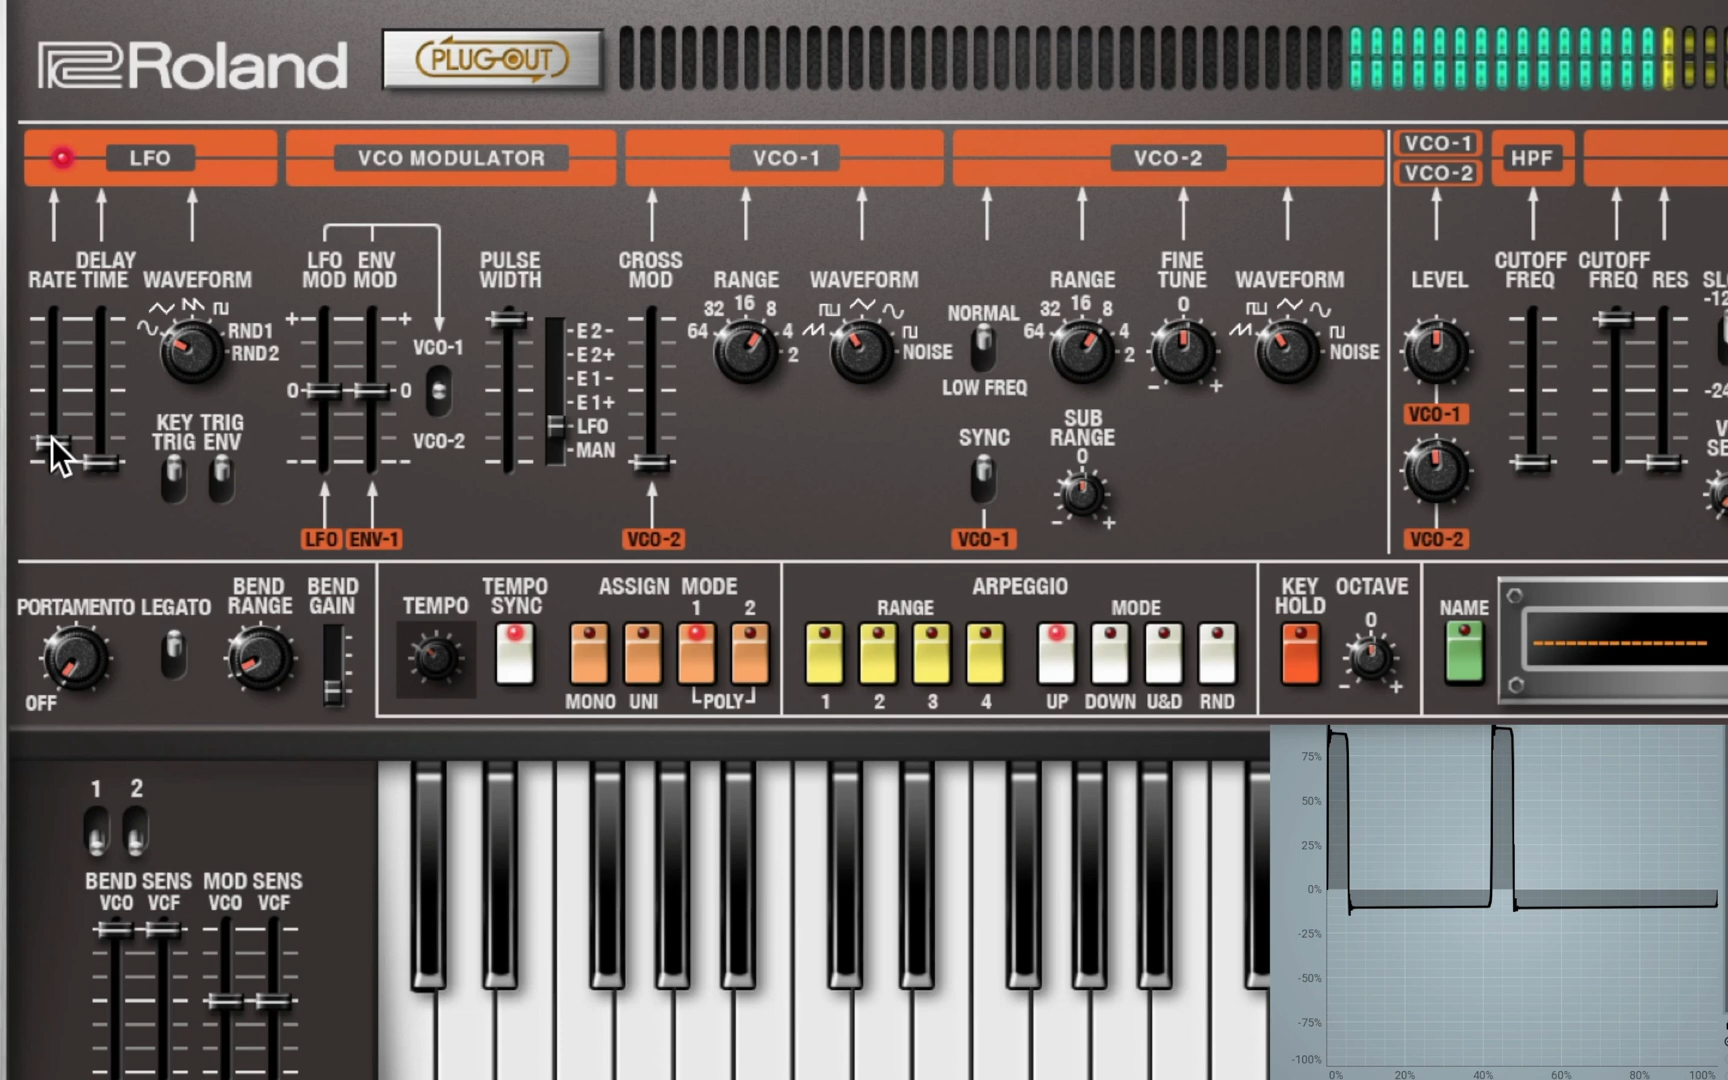 Roland
PLUG-OUT
LFO VCO MODULATOR VCO-1 VCO-2 VCO-1 HPF
VCO-2
DELAY
RATE TIME WAVEFORM
LFO ENV
MOD MOD
PULSE
WIDTH
CROSS
MOD
RANGE WAVEFORM
RANGE
FINE
TUNE
WAVEFORM
LEVEL
CUTOFF
FREQ
CUTOFF
FREQ RES
RND1
RND2
+ +
0 0
VCO-1
VCO-2
E2-
E2+
E1-
E1+
LFO
MAN
64 32 16 8 4 2
NOISE
NORMAL
LOW FREQ
64 32 16 8 4 2
0
- +
NOISE
VCO-1
KEY TRIG
TRIG ENV
SYNC
SUB
RANGE
0
- +
LFO ENV-1 VCO-2 VCO-1 VCO-2
PORTAMENTO LEGATO
BEND
RANGE
BEND
GAIN
OFF
TEMPO
TEMPO
SYNC
ASSIGN MODE
1 2
MONO UNI POLY
ARPEGGIO
RANGE MODE
1 2 3 4 UP DOWN U&D RND
KEY
HOLD
OCTAVE
0
- +
NAME
1 2
BEND SENS MOD SENS
VCO VCF VCO VCF
75%
50%
25%
0%
-25%
-50%
-75%
-100%
0% 20% 40% 60% 80% 100%